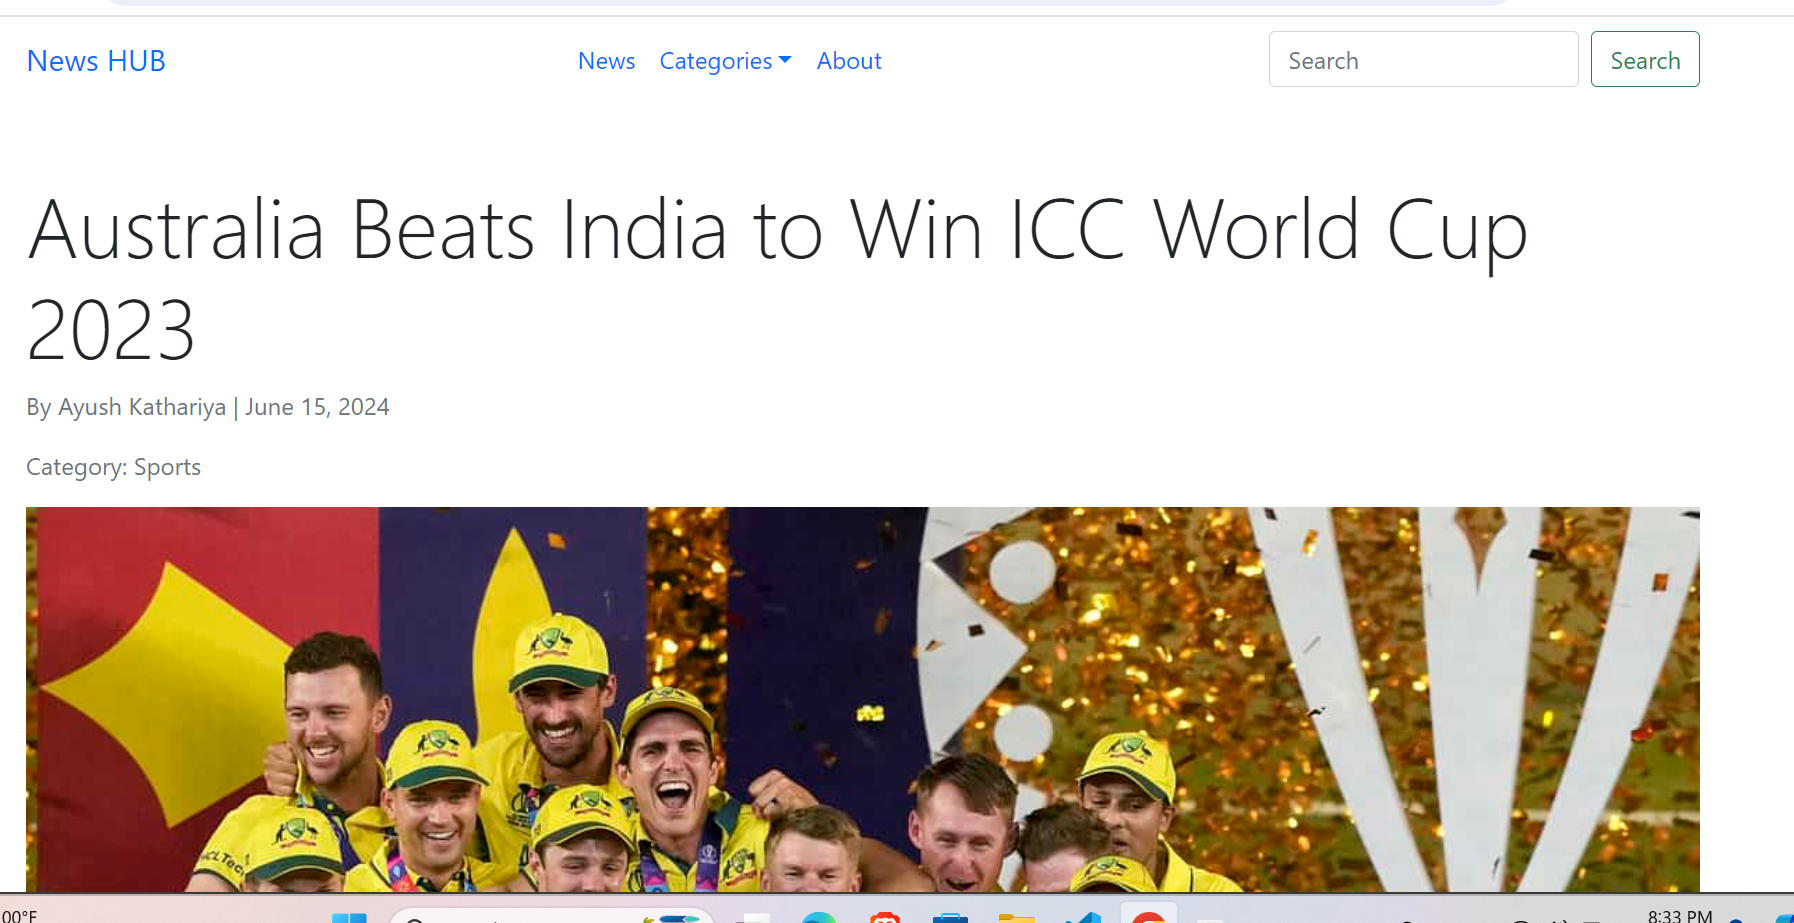 News HUB
News
Categories
About
Search
Search
Australia Beats India to Win ICC World Cup
2023
By Ayush Kathariya | June 15, 2024
Category: Sports
00°F
8:33 PM